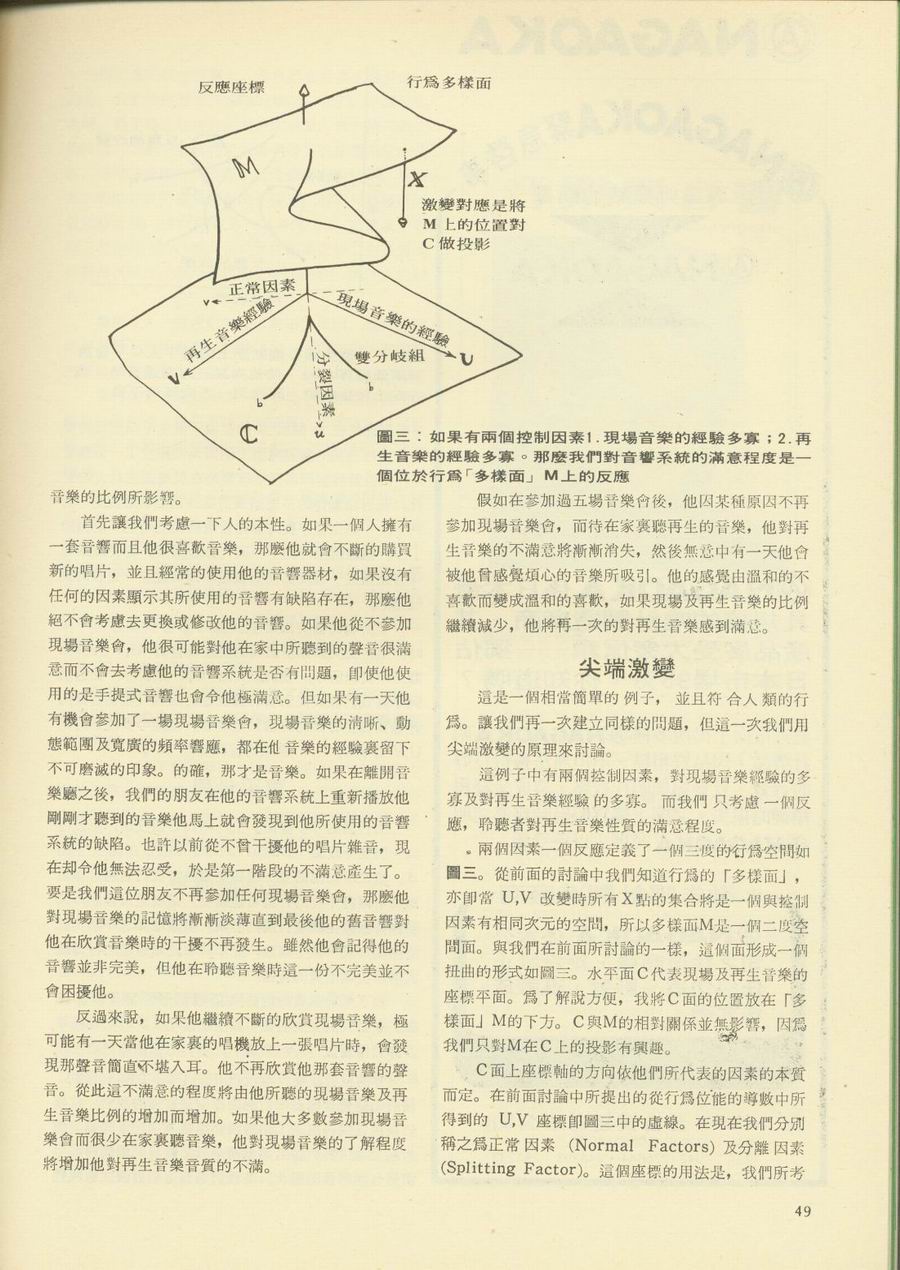 反應座標
行爲多樣面
M
X
激變對應是將
M 上的位置對
C 做投影
正常因素
v
再生音樂經驗
現場音樂的經驗
V
U
雙分岐組
分裂因素
b
b
u
C
圖三：如果有兩個控制因素1.現場音樂的經驗多寡；2.再
生音樂的經驗多寡。那麼我們對音響系統的滿意程度是一
個位於行爲「多樣面」M上的反應
音樂的比例所影響。
首先讓我們考慮一下人的本性。如果一個人擁有
一套音響而且他很喜歡音樂，那麼他就會不斷的購買
新的唱片，並且經常的使用他的音響器材，如果沒有
任何的因素顯示其所使用的音響有缺陷存在，那麼他
絕不會考慮去更換或修改他的音響。如果他從不參加
現場音樂會，他很可能對他在家中所聽到的聲音很滿
意而不會去考慮他的音響系統是否有問題，卽使他使
用的是手提式音響也會令他極滿意。但如果有一天他
有機會參加了一場現場音樂會，現場音樂的清晰、動
態範圍及寬廣的頻率響應，都在他 音樂的經驗裏留下
不可磨滅的印象。的確，那才是音樂。如果在離開音
樂廳之後，我們的朋友在他的音響系統上重新播放他
剛剛才聽到的音樂他馬上就會發現到他所使用的音響
系統的缺陷。也許以前從不曾干擾他的唱片雜音，現
在却令他無法忍受，於是第一階段的不滿意產生了。
要是我們這位朋友不再參加任何現場音樂會，那麼他
對現場音樂的記憶將漸漸淡薄直到最後他的舊音響對
他在欣賞音樂時的干擾不再發生。雖然他會記得他的
音響並非完美，但他在聆聽音樂時這一份不完美並不
會困擾他。
反過來說，如果他繼續不斷的欣賞現場音樂，極
可能有一天當他在家裏的唱機放上一張唱片時，會發
現那聲音簡直不堪入耳。他不再欣賞他那套音響的聲
音。從此這不滿意的程度將由他所聽的現場音樂及再
生音樂比例的增加而增加。如果他大多數參加現場音
樂會而很少在家裏聽音樂，他對現場音樂的了解程度
將增加他對再生音樂音質的不滿。
假如在參加過五場音樂會後，他因某種原因不再
參加現場音樂會，而待在家裏聽再生的音樂，他對再
生音樂的不滿意將漸漸消失，然後無意中有一天他會
被他曾感覺煩心的音樂所吸引。他的感覺由溫和的不
喜歡而變成溫和的喜歡，如果現場及再生音樂的比例
繼續減少，他將再一次的對再生音樂感到滿意。
尖端激變
這是一個相當簡單的 例子， 並且符 合人 類的行
爲。讓我們再一次建立同樣的問題，但這一次我們用
尖端激變的原理來討論。
這例子中有兩個控制因素，對現場音樂經驗的多
寡及對再生音樂經驗 的多寡。 而我們 只考慮 一個反
應，聆聽者對再生音樂性質的滿意程度。
兩個因素一個反應定義了一個三度的行爲空間如
圖三。從前面的討論中我們知道行爲的「多樣面」，
亦卽當 U,V 改變時所有X點的集合將是一個與控制
因素有相同次元的空間，所以多樣面M是一個二度空
間面。與我們在前面所討論的一樣，這個面形成一個
扭曲的形式如圖三。水平面C代表現場及再生音樂的
座標平面。爲了解說方便，我將C面的位置放在「多
樣面」M的下方。C與M的相對關係並無影響，因爲
我們只對M在C上的投影有興趣。
C面上座標軸的方向依他們所代表的因素的本質
而定。在前面討論中所提出的從行爲位能的導數中所
得到的 U,V 座標卽圖三中的虛線。在現在我們分別
稱之爲正常 因素 (Normal Factors) 及分離 因素
(Splitting Factor)。這個座標的用法是，我們所考
49